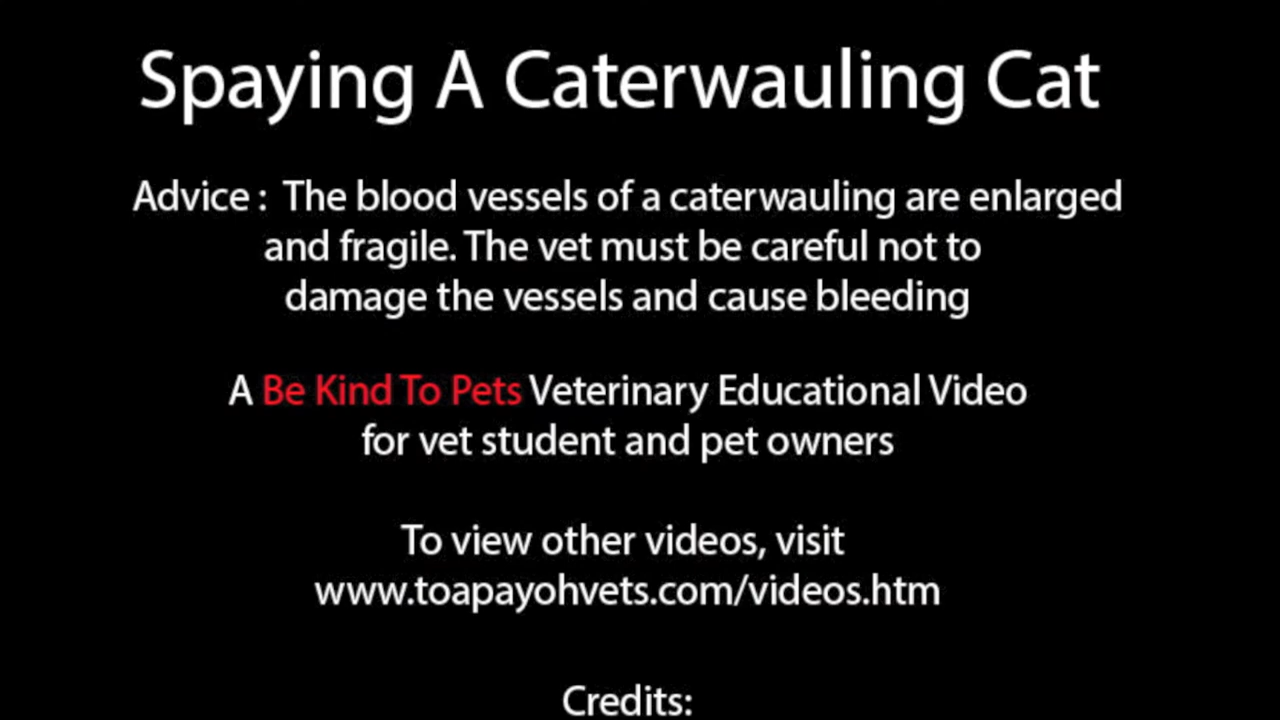 Spaying A Caterwauling Cat
Advice : The blood vessels of a caterwauling are enlarged
and fragile. The vet must be careful not to
damage the vessels and cause bleeding
A Be Kind To Pets Veterinary Educational Video
for vet student and pet owners
To view other videos, visit
www.toapayohvets.com/videos.htm
Credits: